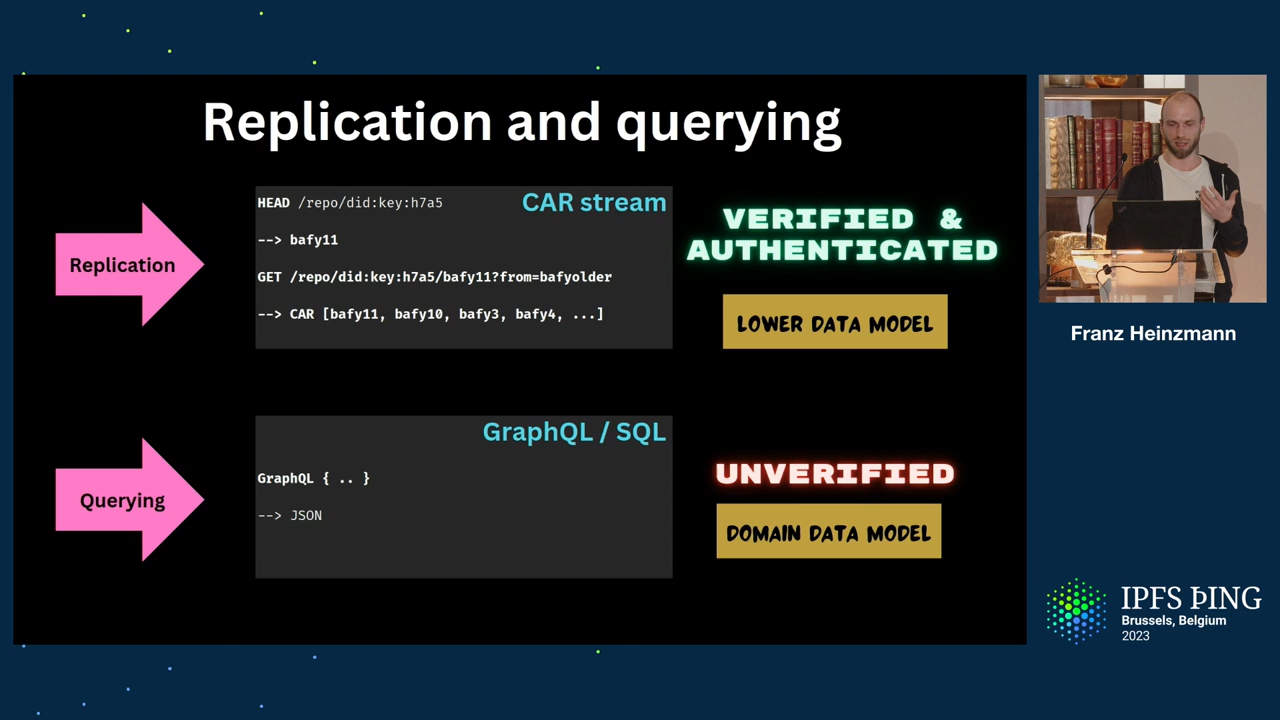 Replication and querying
Replication
HEAD /repo/did:key:h7a5
CAR stream
--> bafy11
GET /repo/did:key:h7a5/bafy11?from=bafyolder
--> CAR [bafy11, bafy10, bafy3, bafy4, ...]
VERIFIED &
AUTHENTICATED
LOWER DATA MODEL
Querying
GraphQL / SQL
GraphQL { .. }
--> JSON
UNVERIFIED
DOMAIN DATA MODEL
Franz Heinzmann
IPFS ÞING
Brussels, Belgium
2023